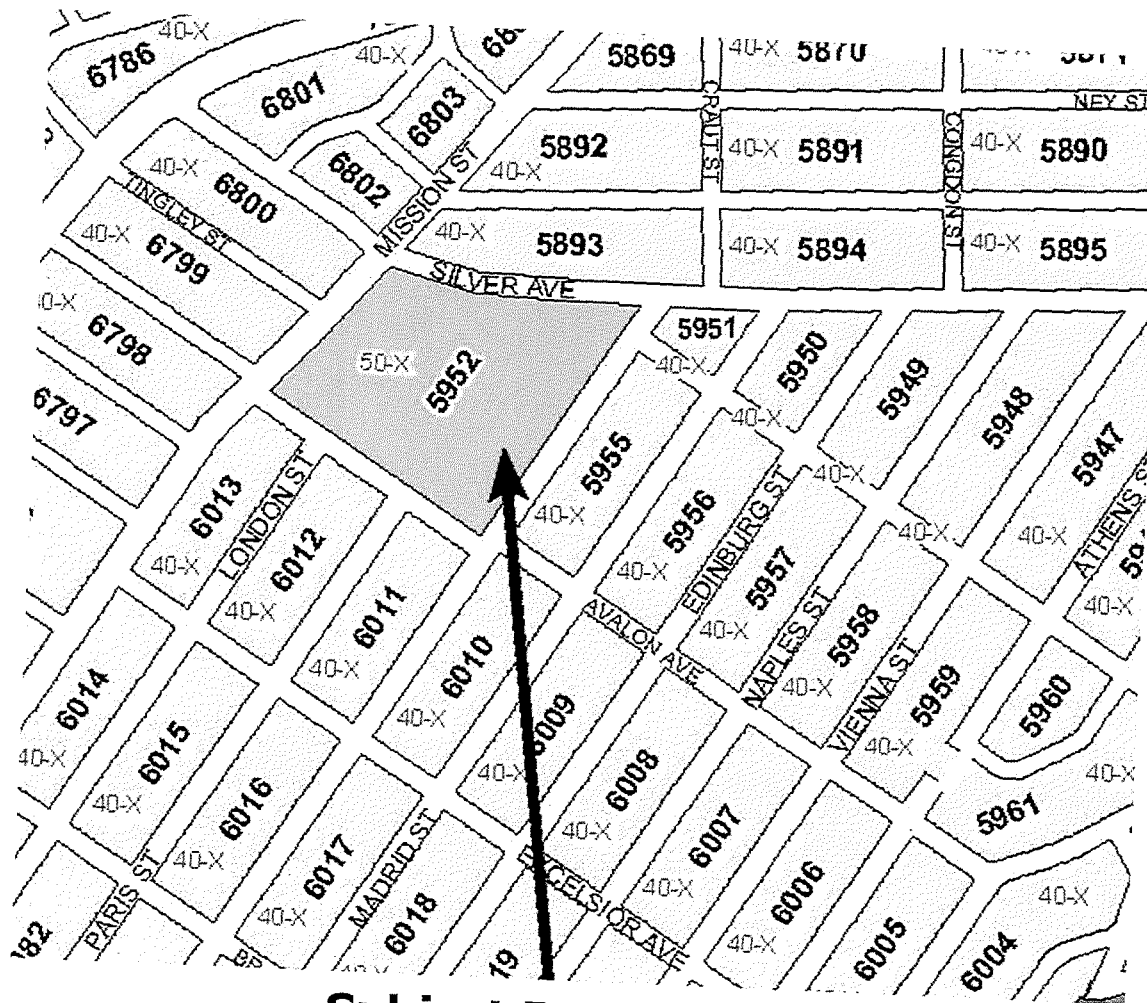 40-X
6786
40-X
6801
6803
5869
40-X 5870
NEY ST
CRAUT ST
CONGDON ST
5892
40-X
40-X 5891
40-X 5890
6802
MISSION ST
40-X
6800
TINGLEY ST
40-X
6799
40-X
5893
40-X
5894
40-X
5895
SILVER AVE
6798
50-X
5952
5951
40-X
5950
40-X
5949
40-X
5948
40-X
5947
ATHENS ST
40-X
6797
6013
40-X
LONDON ST
6012
40-X
5955
40-X
5956
40-X
EDINBURG ST
5957
40-X
NAPLES ST
5958
40-X
VIENNA ST
5959
40-X
5960
40-X
5961
AVALON AVE
6011
40-X
6010
40-X
6009
40-X
6008
40-X
6007
40-X
6006
40-X
6005
6004
40-X
6014
40-X
6015
40-X
6016
40-X
6017
40-X
MADRID ST
6018
PARIS ST
EXCELSIOR AVE
19